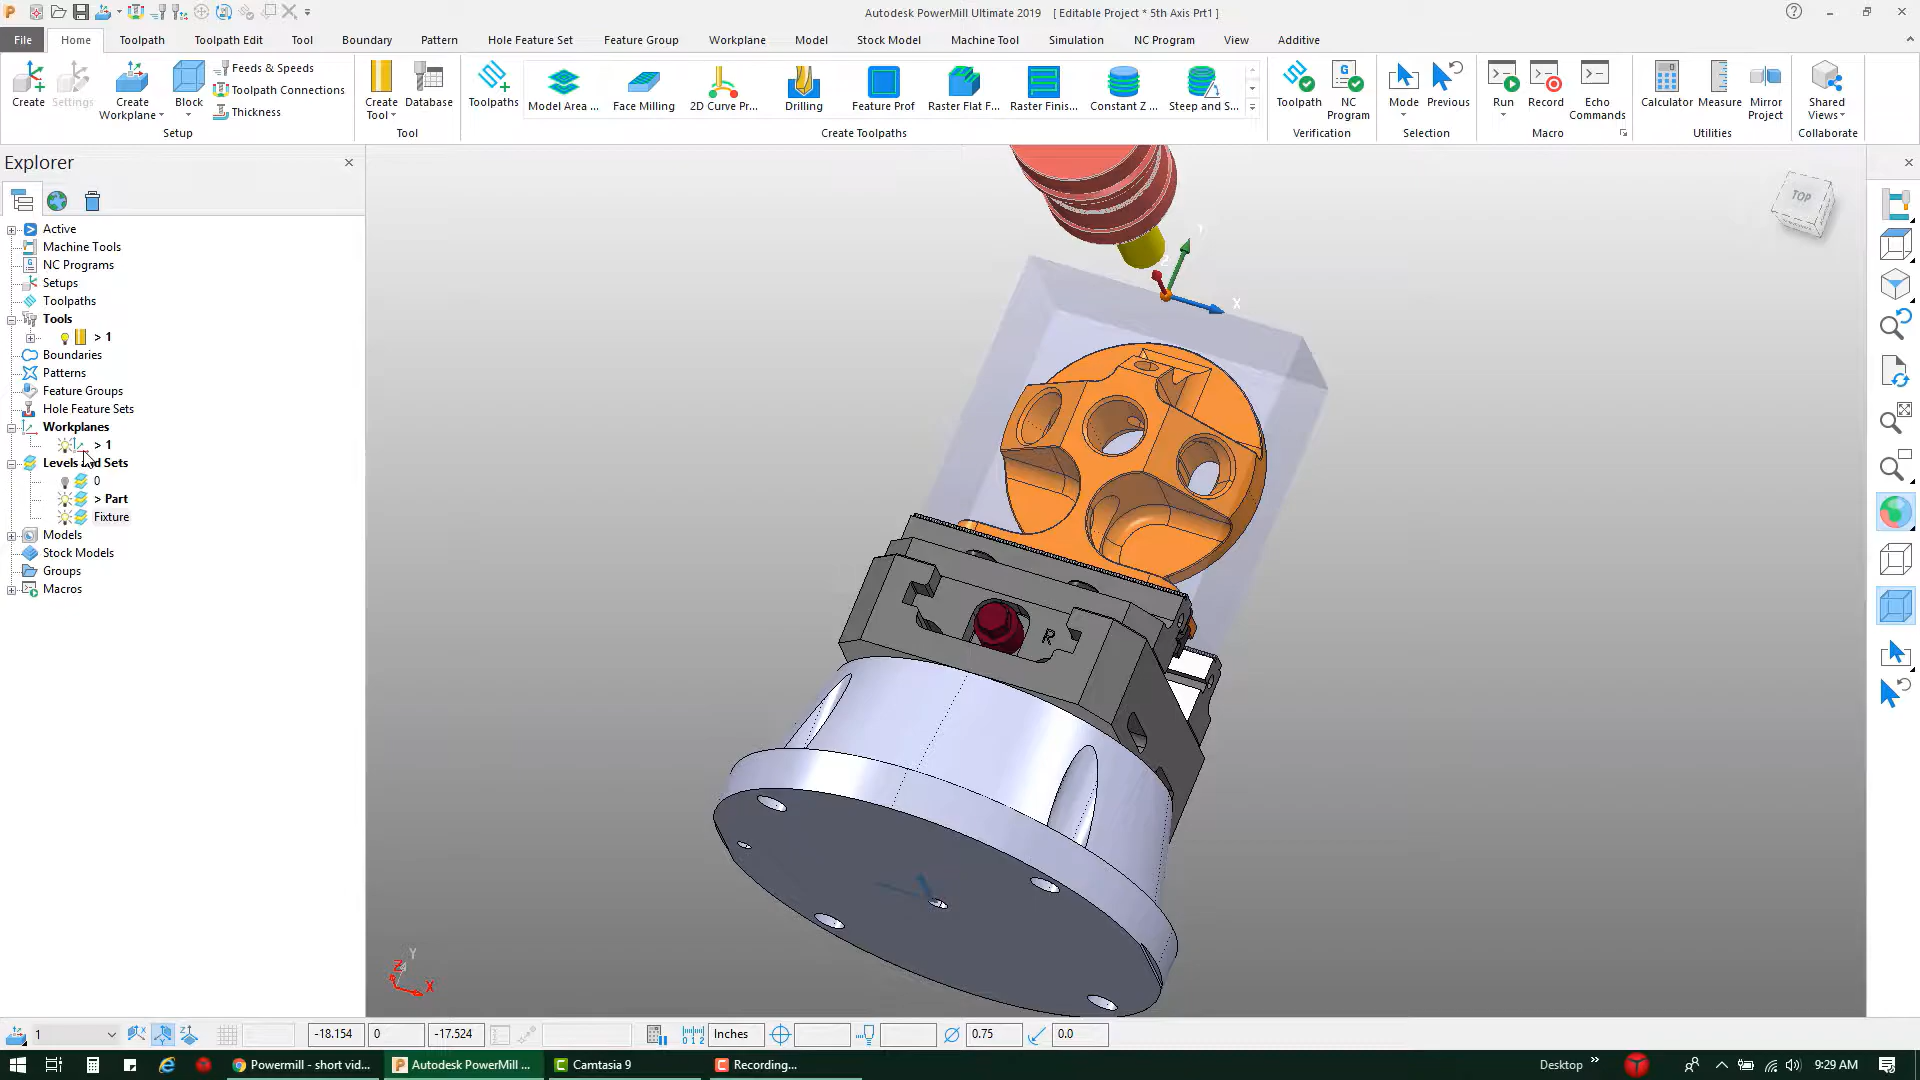 Autodesk PowerMill Ultimate 2019 [ Editable Project * 5th Axis Prt1 ]
File Home Toolpath Toolpath Edit Tool Boundary Pattern Hole Feature Set Feature Group Workplane Model Stock Model Machine Tool Simulation NC Program View Additive
Create
Settings
Create Workplane
Block
Feeds & Speeds
Toolpath Connections
Thickness
Setup
Create Tool
Database
Tool
Toolpaths
Model Area ...
Face Milling
2D Curve Pr...
Drilling
Feature Prof
Raster Flat F...
Raster Finis...
Constant Z ...
Steep and S...
Create Toolpaths
Toolpath
NC Program
Verification
Mode
Previous
Selection
Run
Record
Echo Commands
Macro
Calculator
Measure
Mirror Project
Utilities
Shared Views
Collaborate
Explorer
Active
Machine Tools
NC Programs
Setups
Toolpaths
Tools
> 1
Boundaries
Patterns
Feature Groups
Hole Feature Sets
Workplanes
> 1
Levels and Sets
0
> Part
Fixture
Models
Stock Models
Groups
Macros
TOP
X
R
Y
Z
X
1
-18.154
0
-17.524
Inches
0.75
0.0
Powermill - short vid...
Autodesk PowerMill ...
Camtasia 9
Recording...
Desktop
9:29 AM